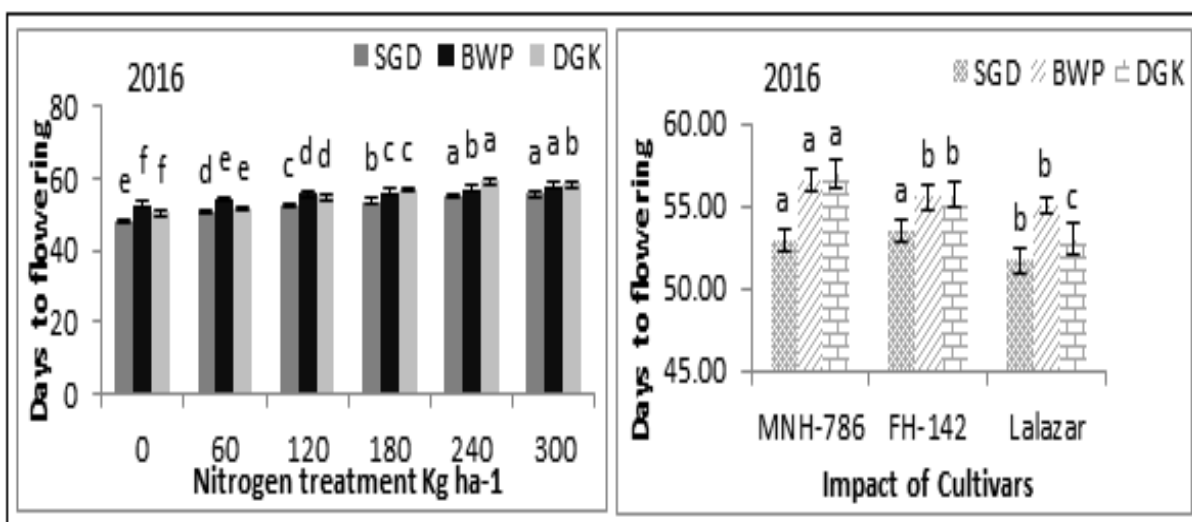 SGD BWP DGK
2016
80
60
40
20
0
Days to flowering
e f f d e e c d d b c c a b a a a b
0 60 120 180 240 300
Nitrogen treatment Kg ha-1
SGD BWP DGK
2016
60.00
55.00
50.00
45.00
Days to flowering
a a a a b b b b c
MNH-786 FH-142 Lalazar
Impact of Cultivars